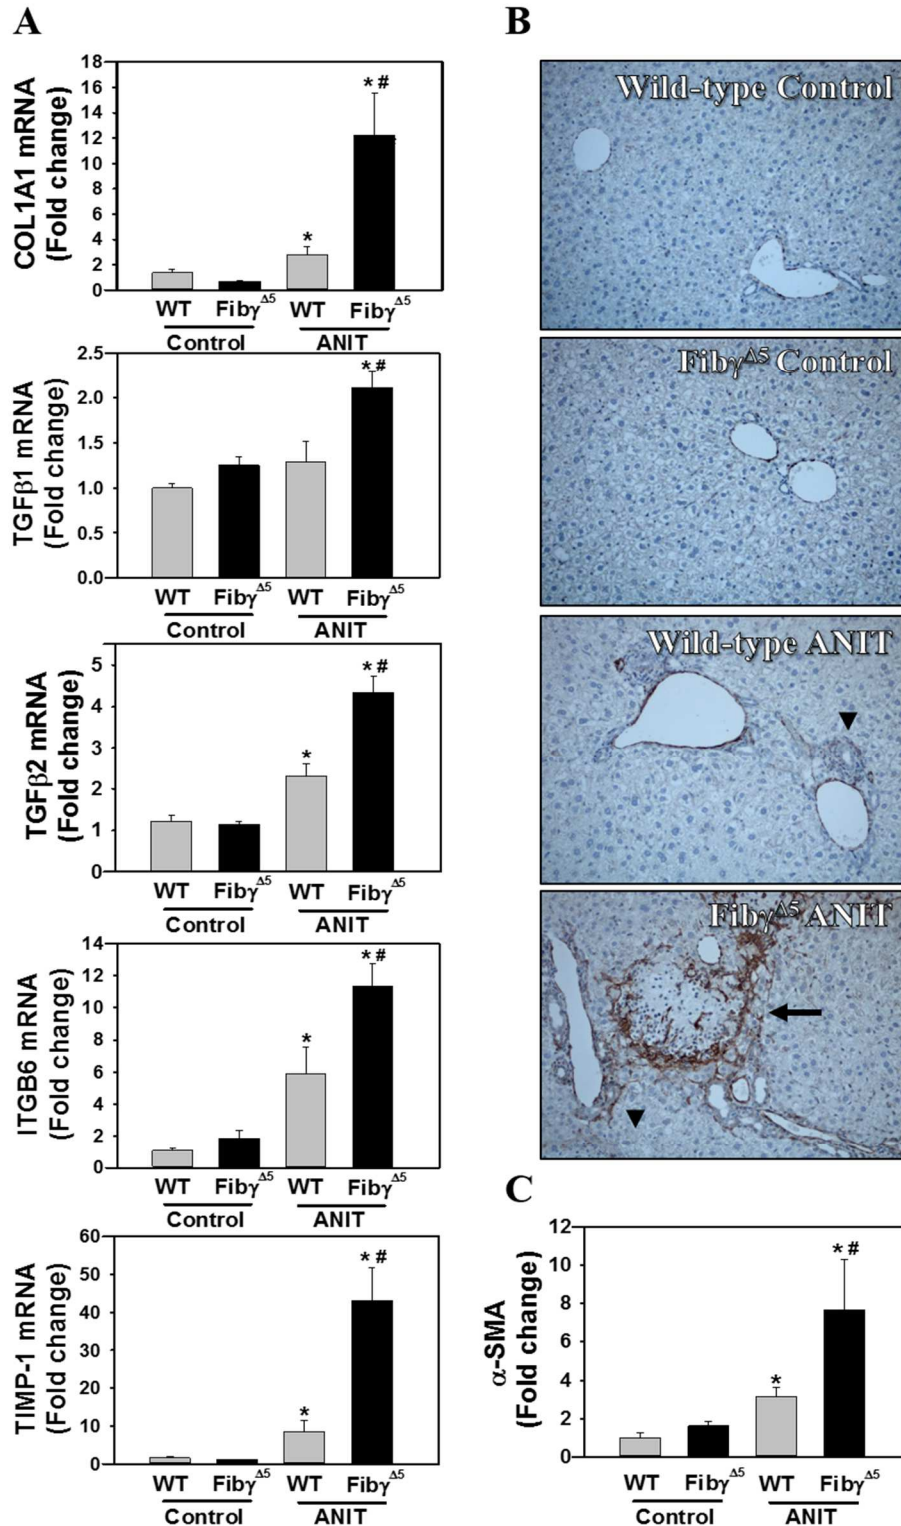 A
COL1A1 mRNA
(Fold change)
18
16
14
12
10
8
6
4
2
0
*
* #
WT Fibγ^Δ5 WT Fibγ^Δ5
Control ANIT
TGFβ1 mRNA
(Fold change)
2.5
2.0
1.5
1.0
0.5
0.0
*#
WT Fibγ^Δ5 WT Fibγ^Δ5
Control ANIT
TGFβ2 mRNA
(Fold change)
5
4
3
2
1
0
*
*#
WT Fibγ^Δ5 WT Fibγ^Δ5
Control ANIT
ITGB6 mRNA
(Fold change)
14
12
10
8
6
4
2
0
*
*#
WT Fibγ^Δ5 WT Fibγ^Δ5
Control ANIT
TIMP-1 mRNA
(Fold change)
60
50
40
30
20
10
0
*
*#
WT Fibγ^Δ5 WT Fibγ^Δ5
Control ANIT
B
Wild-type Control
Fibγ^Δ5 Control
Wild-type ANIT
Fibγ^Δ5 ANIT
C
α-SMA
(Fold change)
12
10
8
6
4
2
0
*
*#
WT Fibγ^Δ5 WT Fibγ^Δ5
Control ANIT